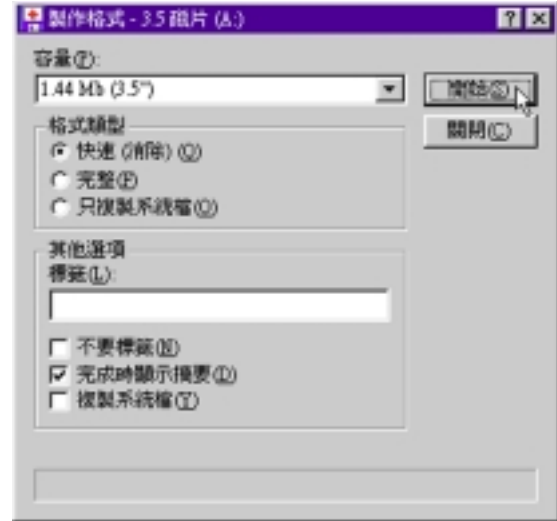 製作格式 - 3.5 磁片 (A:)
容量(P):
1.44 Mb (3.5")
開始(S)
關閉(C)
格式類型
快速 (消除) (Q)
完整(F)
只複製系統檔(O)
其他選項
標籤(L):
不要標籤(N)
完成時顯示摘要(D)
複製系統檔(Y)